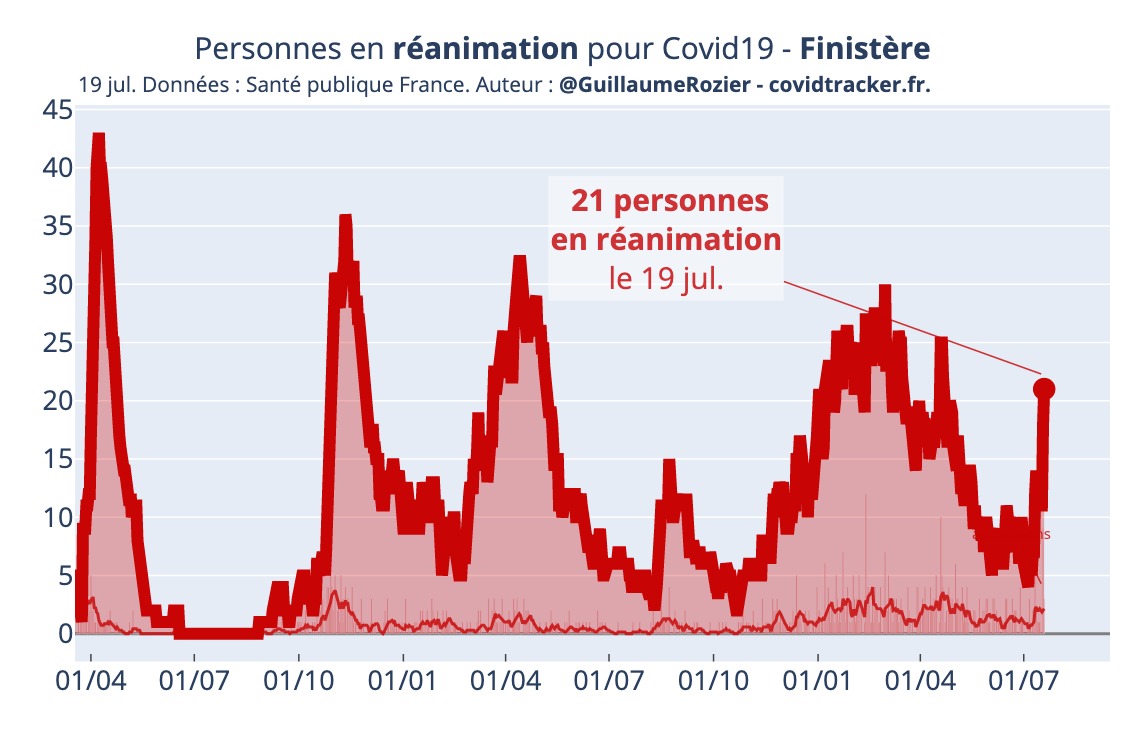 Personnes en réanimation pour Covid19 - Finistère
19 jul. Données : Santé publique France. Auteur : @GuillaumeRozier - covidtracker.fr.
45
40
35
30
25
20
15
10
5
0
21 personnes
en réanimation
le 19 jul.
01/04 01/07 01/10 01/01 01/04 01/07 01/10 01/01 01/04 01/07